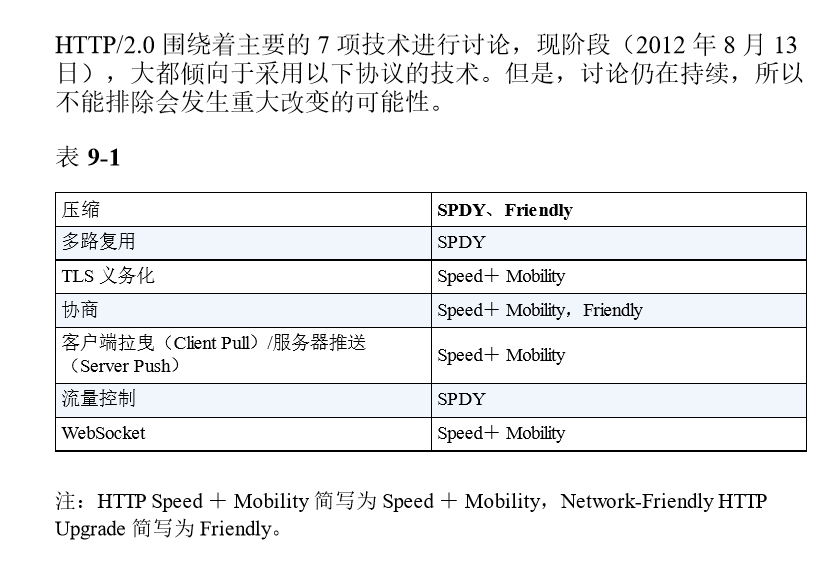 HTTP/2.0 围绕着主要的 7 项技术进行讨论，现阶段（2012 年 8 月 13
日），大都倾向于采用以下协议的技术。但是，讨论仍在持续，所以
不能排除会发生重大改变的可能性。
表 9-1
压缩 SPDY、Friendly
多路复用 SPDY
TLS 义务化 Speed＋ Mobility
协商 Speed＋ Mobility，Friendly
客户端拉曳（Client Pull）/服务器推送
（Server Push） Speed＋ Mobility
流量控制 SPDY
WebSocket Speed＋ Mobility
注：HTTP Speed ＋ Mobility 简写为 Speed ＋ Mobility，Network-Friendly HTTP
Upgrade 简写为 Friendly。